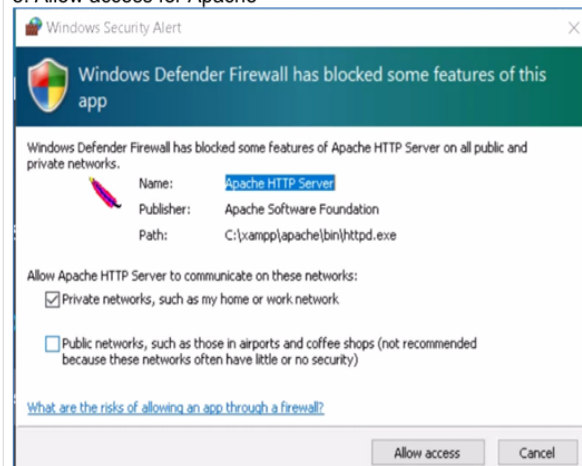 Allow access for Apache
Windows Security Alert
Windows Defender Firewall has blocked some features of this
app
Windows Defender Firewall has blocked some features of Apache HTTP Server on all public and
private networks.
Name: Apache HTTP Server
Publisher: Apache Software Foundation
Path: C:\xampp\apache\bin\httpd.exe
Allow Apache HTTP Server to communicate on these networks:
Private networks, such as my home or work network
Public networks, such as those in airports and coffee shops (not recommended
because these networks often have little or no security)
What are the risks of allowing an app through a firewall?
Allow access Cancel